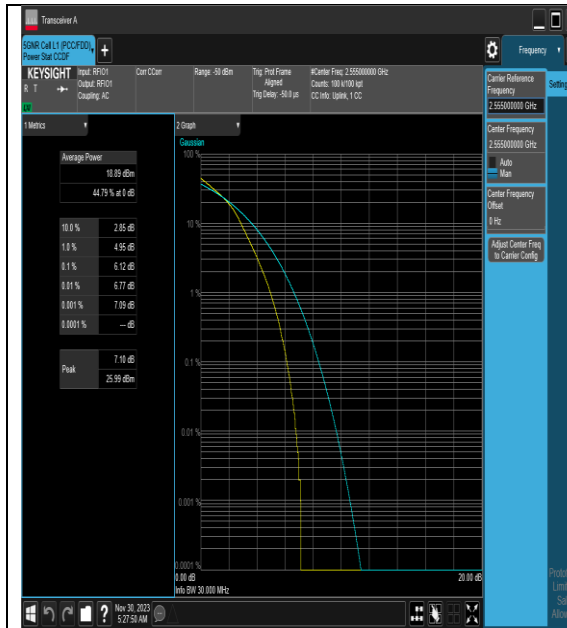 Transceiver A
5GNR Cell L1 (PCC/FDD)
Power Stat CCDF
+
Frequency
KEYSIGHT
R T
Input: RFIO1
Output: RFIO1
Coupling: AC
Corr CCorr
Range: -50 dBm
Trig: Prot Frame
Aligned
Trig Delay: -50.0 µs
#Center Freq: 2.555000000 GHz
Counts: 100 k/100 kpt
CC Info: Uplink, 1 CC
1 Metrics
Average Power
18.89 dBm
44.79 % at 0 dB
10.0 % 2.85 dB
1.0 % 4.95 dB
0.1 % 6.12 dB
0.01 % 6.77 dB
0.001 % 7.09 dB
0.0001 % --- dB
Peak
7.10 dB
25.99 dBm
2 Graph
Gaussian
100 %
10 %
1 %
0.1 %
0.01 %
0.001 %
0.0001 %
0.00 dB
20.00 dB
Info BW 30.000 MHz
Carrier Reference
Frequency
2.555000000 GHz
Center Frequency
2.555000000 GHz
Auto
Man
Center Frequency
Offset
0 Hz
Adjust Center Freq
to Carrier Config
Nov 30, 2023
5:27:50 AM
?